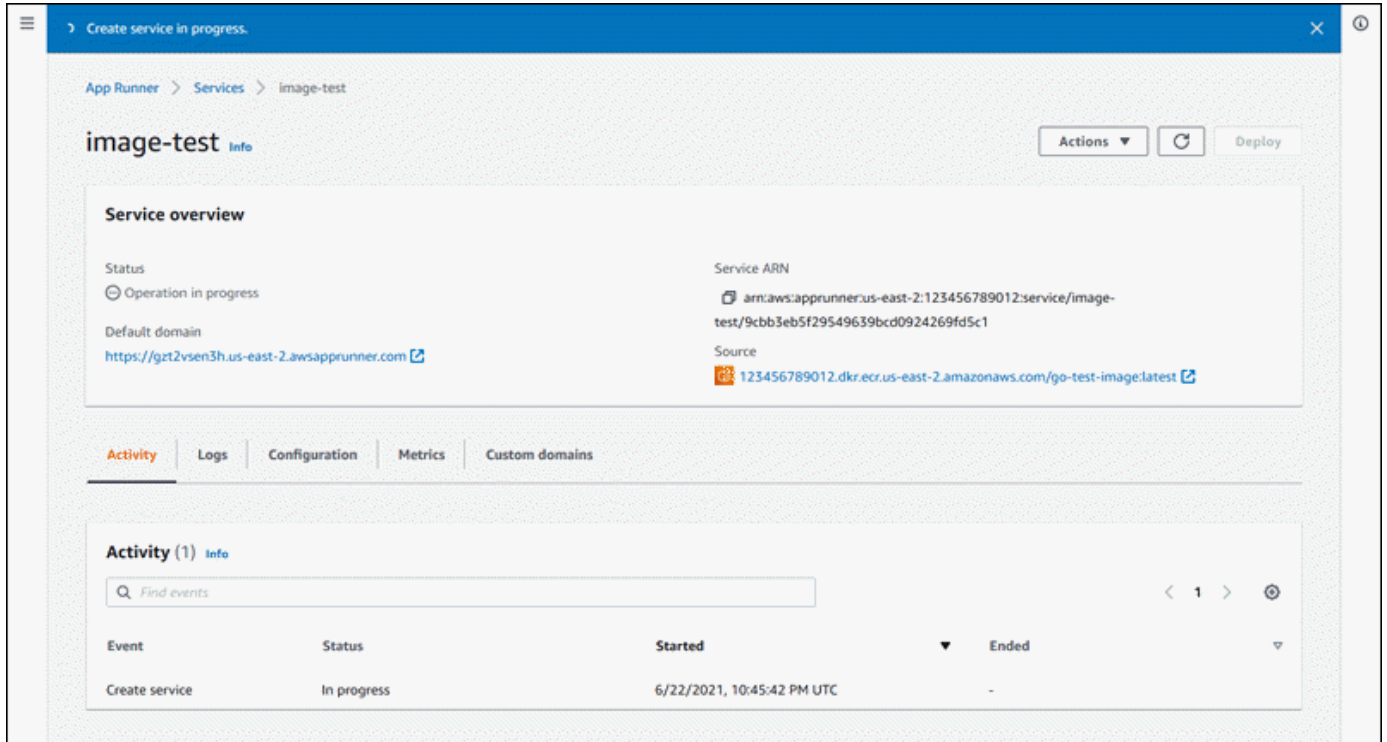 Create service in progress.
App Runner > Services > image-test
image-test Info
Actions
Deploy
Service overview
Status
Operation in progress
Default domain
https://gzt2vsen3h.us-east-2.awsapprunner.com
Service ARN
arn:aws:apprunner:us-east-2:123456789012:service/image-
test/9cbb3eb5f29549639bcd0924269fd5c1
Source
123456789012.dkr.ecr.us-east-2.amazonaws.com/go-test-image:latest
Activity Logs Configuration Metrics Custom domains
Activity (1) Info
Find events
< 1 >
Event Status Started Ended
Create service In progress 6/22/2021, 10:45:42 PM UTC -